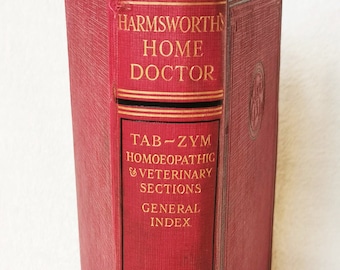 HARMSWORTH'S
HOME
DOCTOR
TAB-ZYM
HOMOEOPATHIC
& VETERINARY
SECTIONS
GENERAL
INDEX